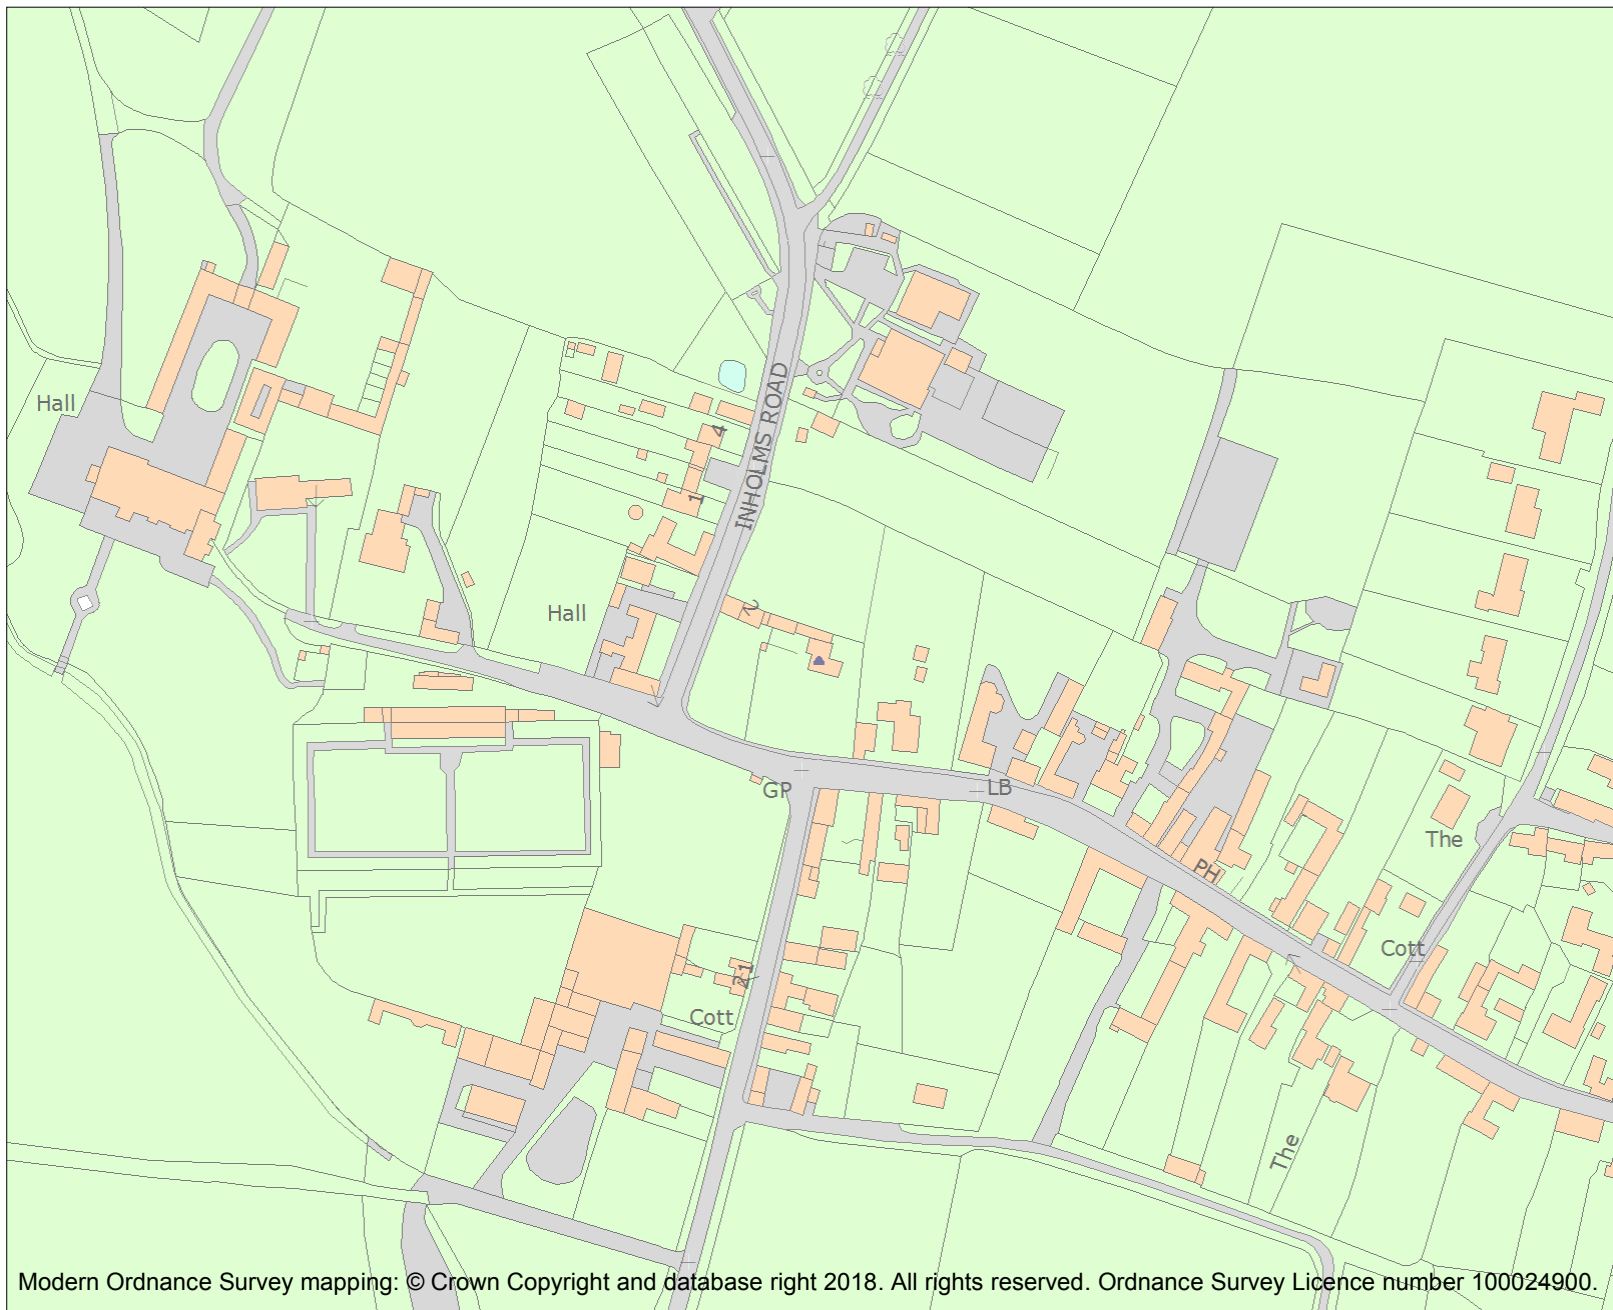 Hall
4
INHOLMS ROAD
1
2
Hall
GP
LB
The
PH
Cott
21
Cott
The
Modern Ordnance Survey mapping: © Crown Copyright and database right 2018. All rights reserved. Ordnance Survey Licence number 100024900.